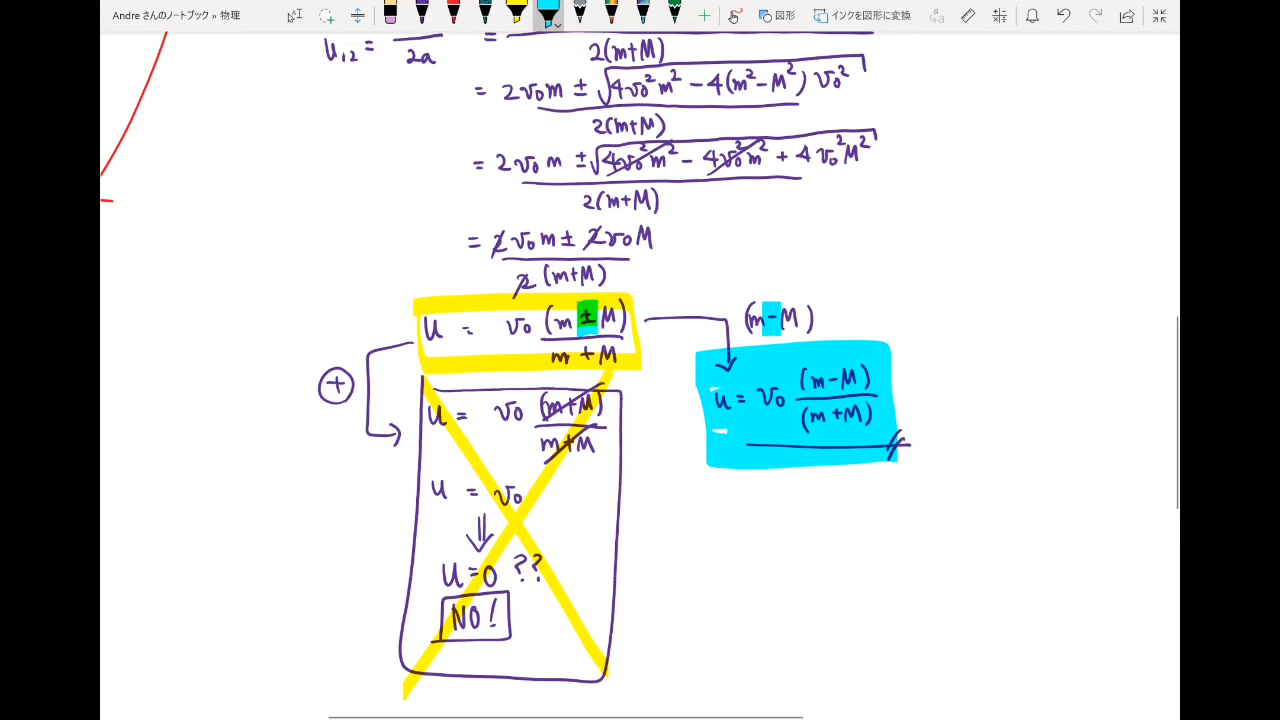 Andre さんのノートブック » 物理
図形
インクを図形に変換
u₁,₂ = —/2a = —/2(m+M)
= 2v₀m ± √(4v₀²m² − 4(m²−M²) v₀²) / 2(m+M)
= 2v₀m ± √(4v₀²m² − 4v₀²m² + 4v₀²M²) / 2(m+M)
= 2v₀m ± 2v₀M / 2(m+M)
u = v₀ (m ± M) / m + M
(m − M)
⊕
u = v₀ (m+M) / m+M
u = v₀ (m−M) / (m+M)
u = v₀
⇓
U = 0 ??
NO!